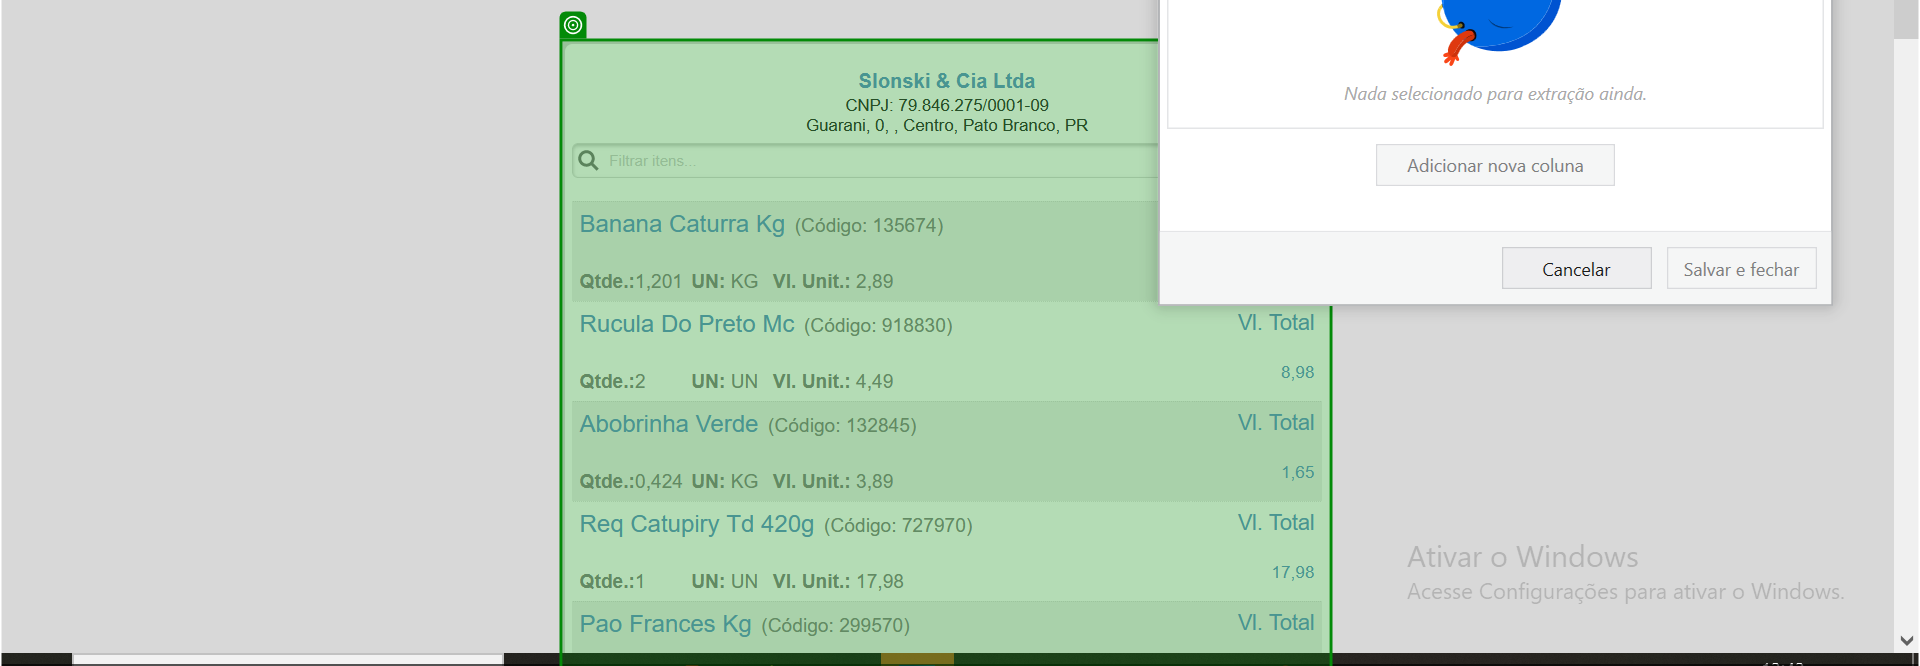 Slonski & Cia Ltda
CNPJ: 79.846.275/0001-09
Guarani, 0, , Centro, Pato Branco, PR
Filtrar itens...
Banana Caturra Kg (Código: 135674)
Qtde.:1,201 UN: KG Vl. Unit.: 2,89
Rucula Do Preto Mc (Código: 918830) Vl. Total
Qtde.:2 UN: UN Vl. Unit.: 4,49 8,98
Abobrinha Verde (Código: 132845) Vl. Total
Qtde.:0,424 UN: KG Vl. Unit.: 3,89 1,65
Req Catupiry Td 420g (Código: 727970) Vl. Total
Qtde.:1 UN: UN Vl. Unit.: 17,98 17,98
Pao Frances Kg (Código: 299570) Vl. Total
Nada selecionado para extração ainda.
Adicionar nova coluna
Cancelar Salvar e fechar
Ativar o Windows
Acesse Configurações para ativar o Windows.